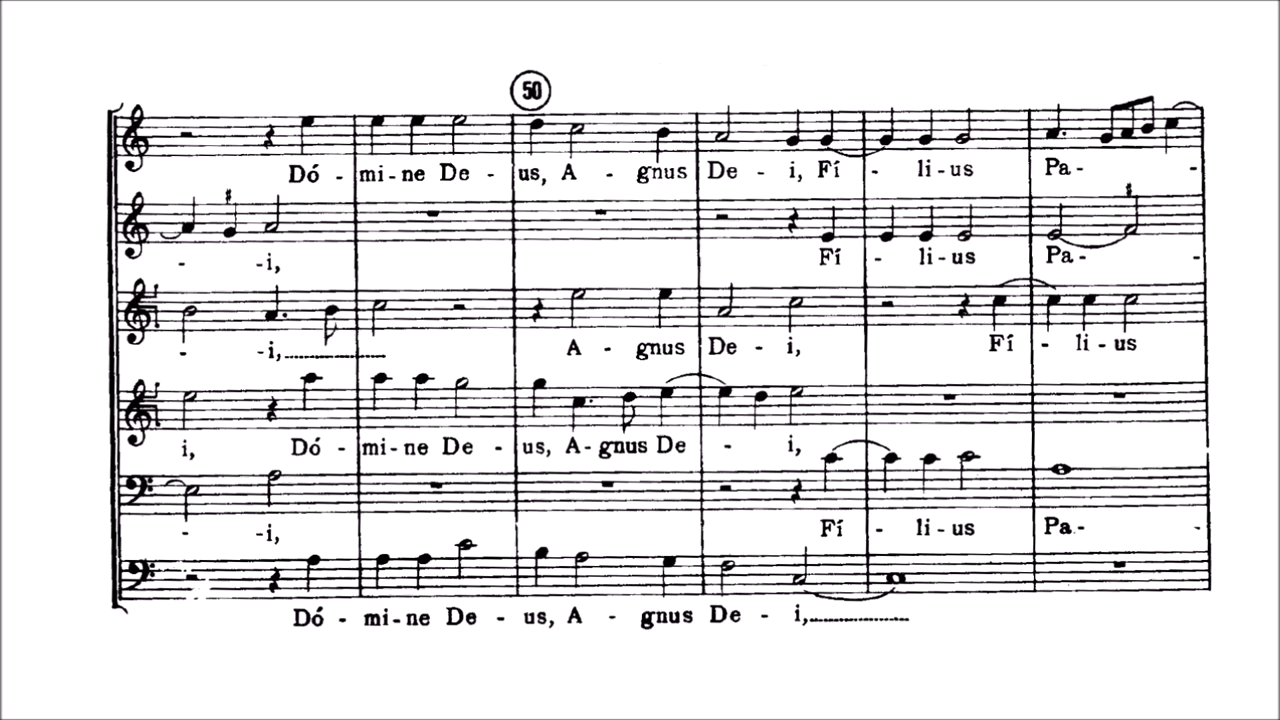 50
Dó - mi-ne De - us, A - gnus De - i, Fí - li-us Pa- -
- -i, Fí - li-us Pa- -
- -i,............ A - gnus De - i, Fí - li-us
i, Dó - mi-ne De - us, A-gnus De - i,
- -i, Fí - li-us Pa- -
Dó - mi-ne De - us, A - gnus De - i,............